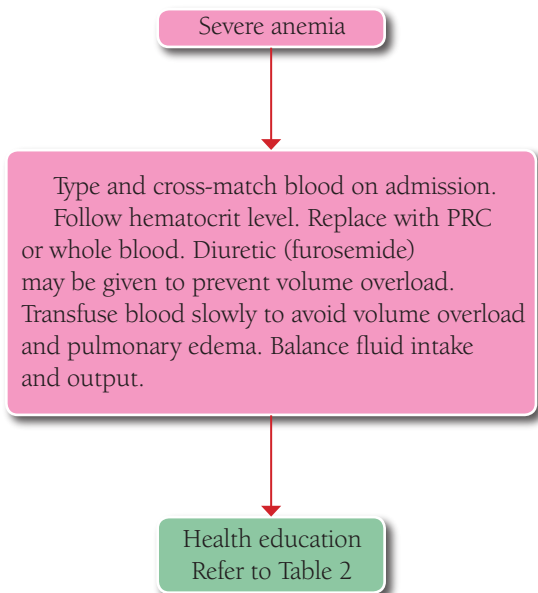 Severe anemia
Type and cross-match blood on admission.
Follow hematocrit level. Replace with PRC
or whole blood. Diuretic (furosemide)
may be given to prevent volume overload.
Transfuse blood slowly to avoid volume overload
and pulmonary edema. Balance fluid intake
and output.
Health education
Refer to Table 2